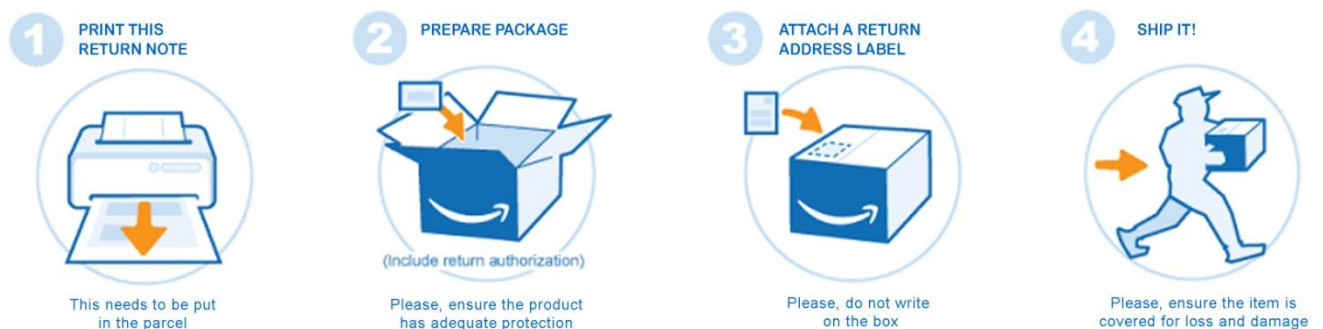 1
PRINT THIS
RETURN NOTE
This needs to be put
in the parcel
2
PREPARE PACKAGE
(Include return authorization)
Please, ensure the product
has adequate protection
3
ATTACH A RETURN
ADDRESS LABEL
Please, do not write
on the box
4
SHIP IT!
Please, ensure the item is
covered for loss and damage